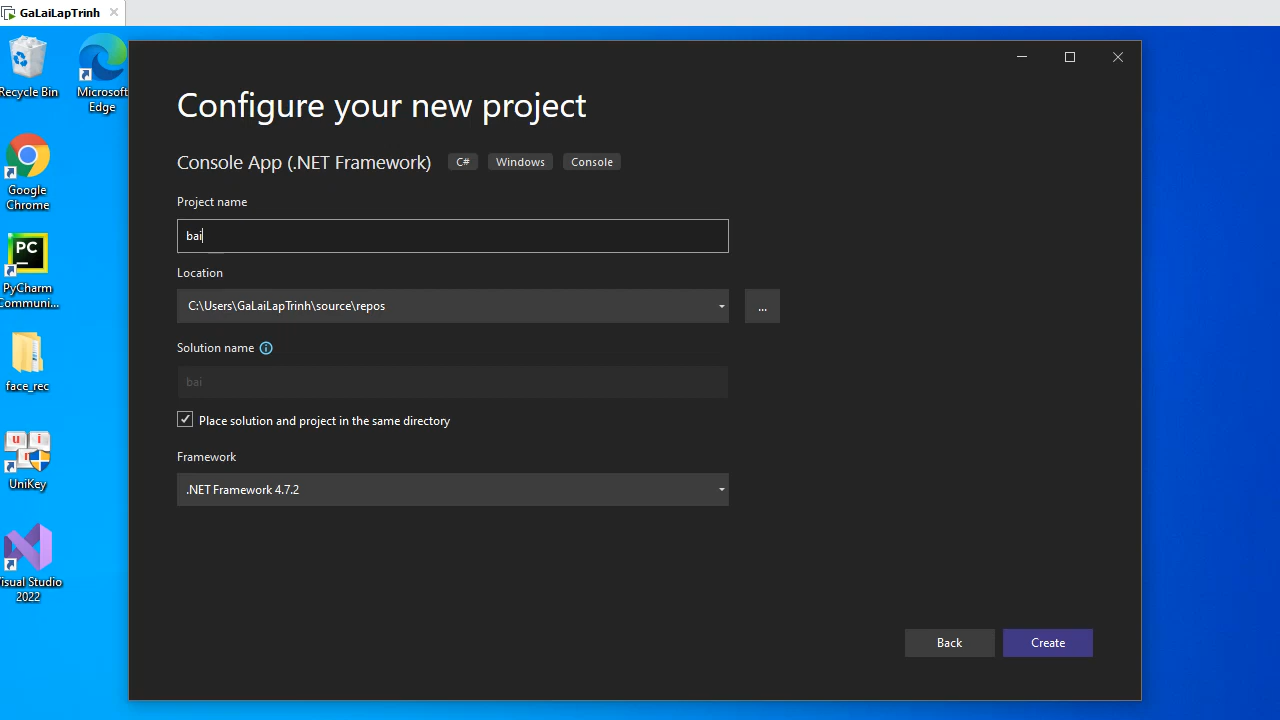 GaLaiLapTrinh
Recycle Bin
Microsoft
Edge
Google
Chrome
PC
PyCharm
Communi...
face_rec
u i
UniKey
Visual Studio
2022
Configure your new project
Console App (.NET Framework) C# Windows Console
Project name
bai
Location
C:\Users\GaLaiLapTrinh\source\repos
...
Solution name
bai
Place solution and project in the same directory
Framework
.NET Framework 4.7.2
Back Create